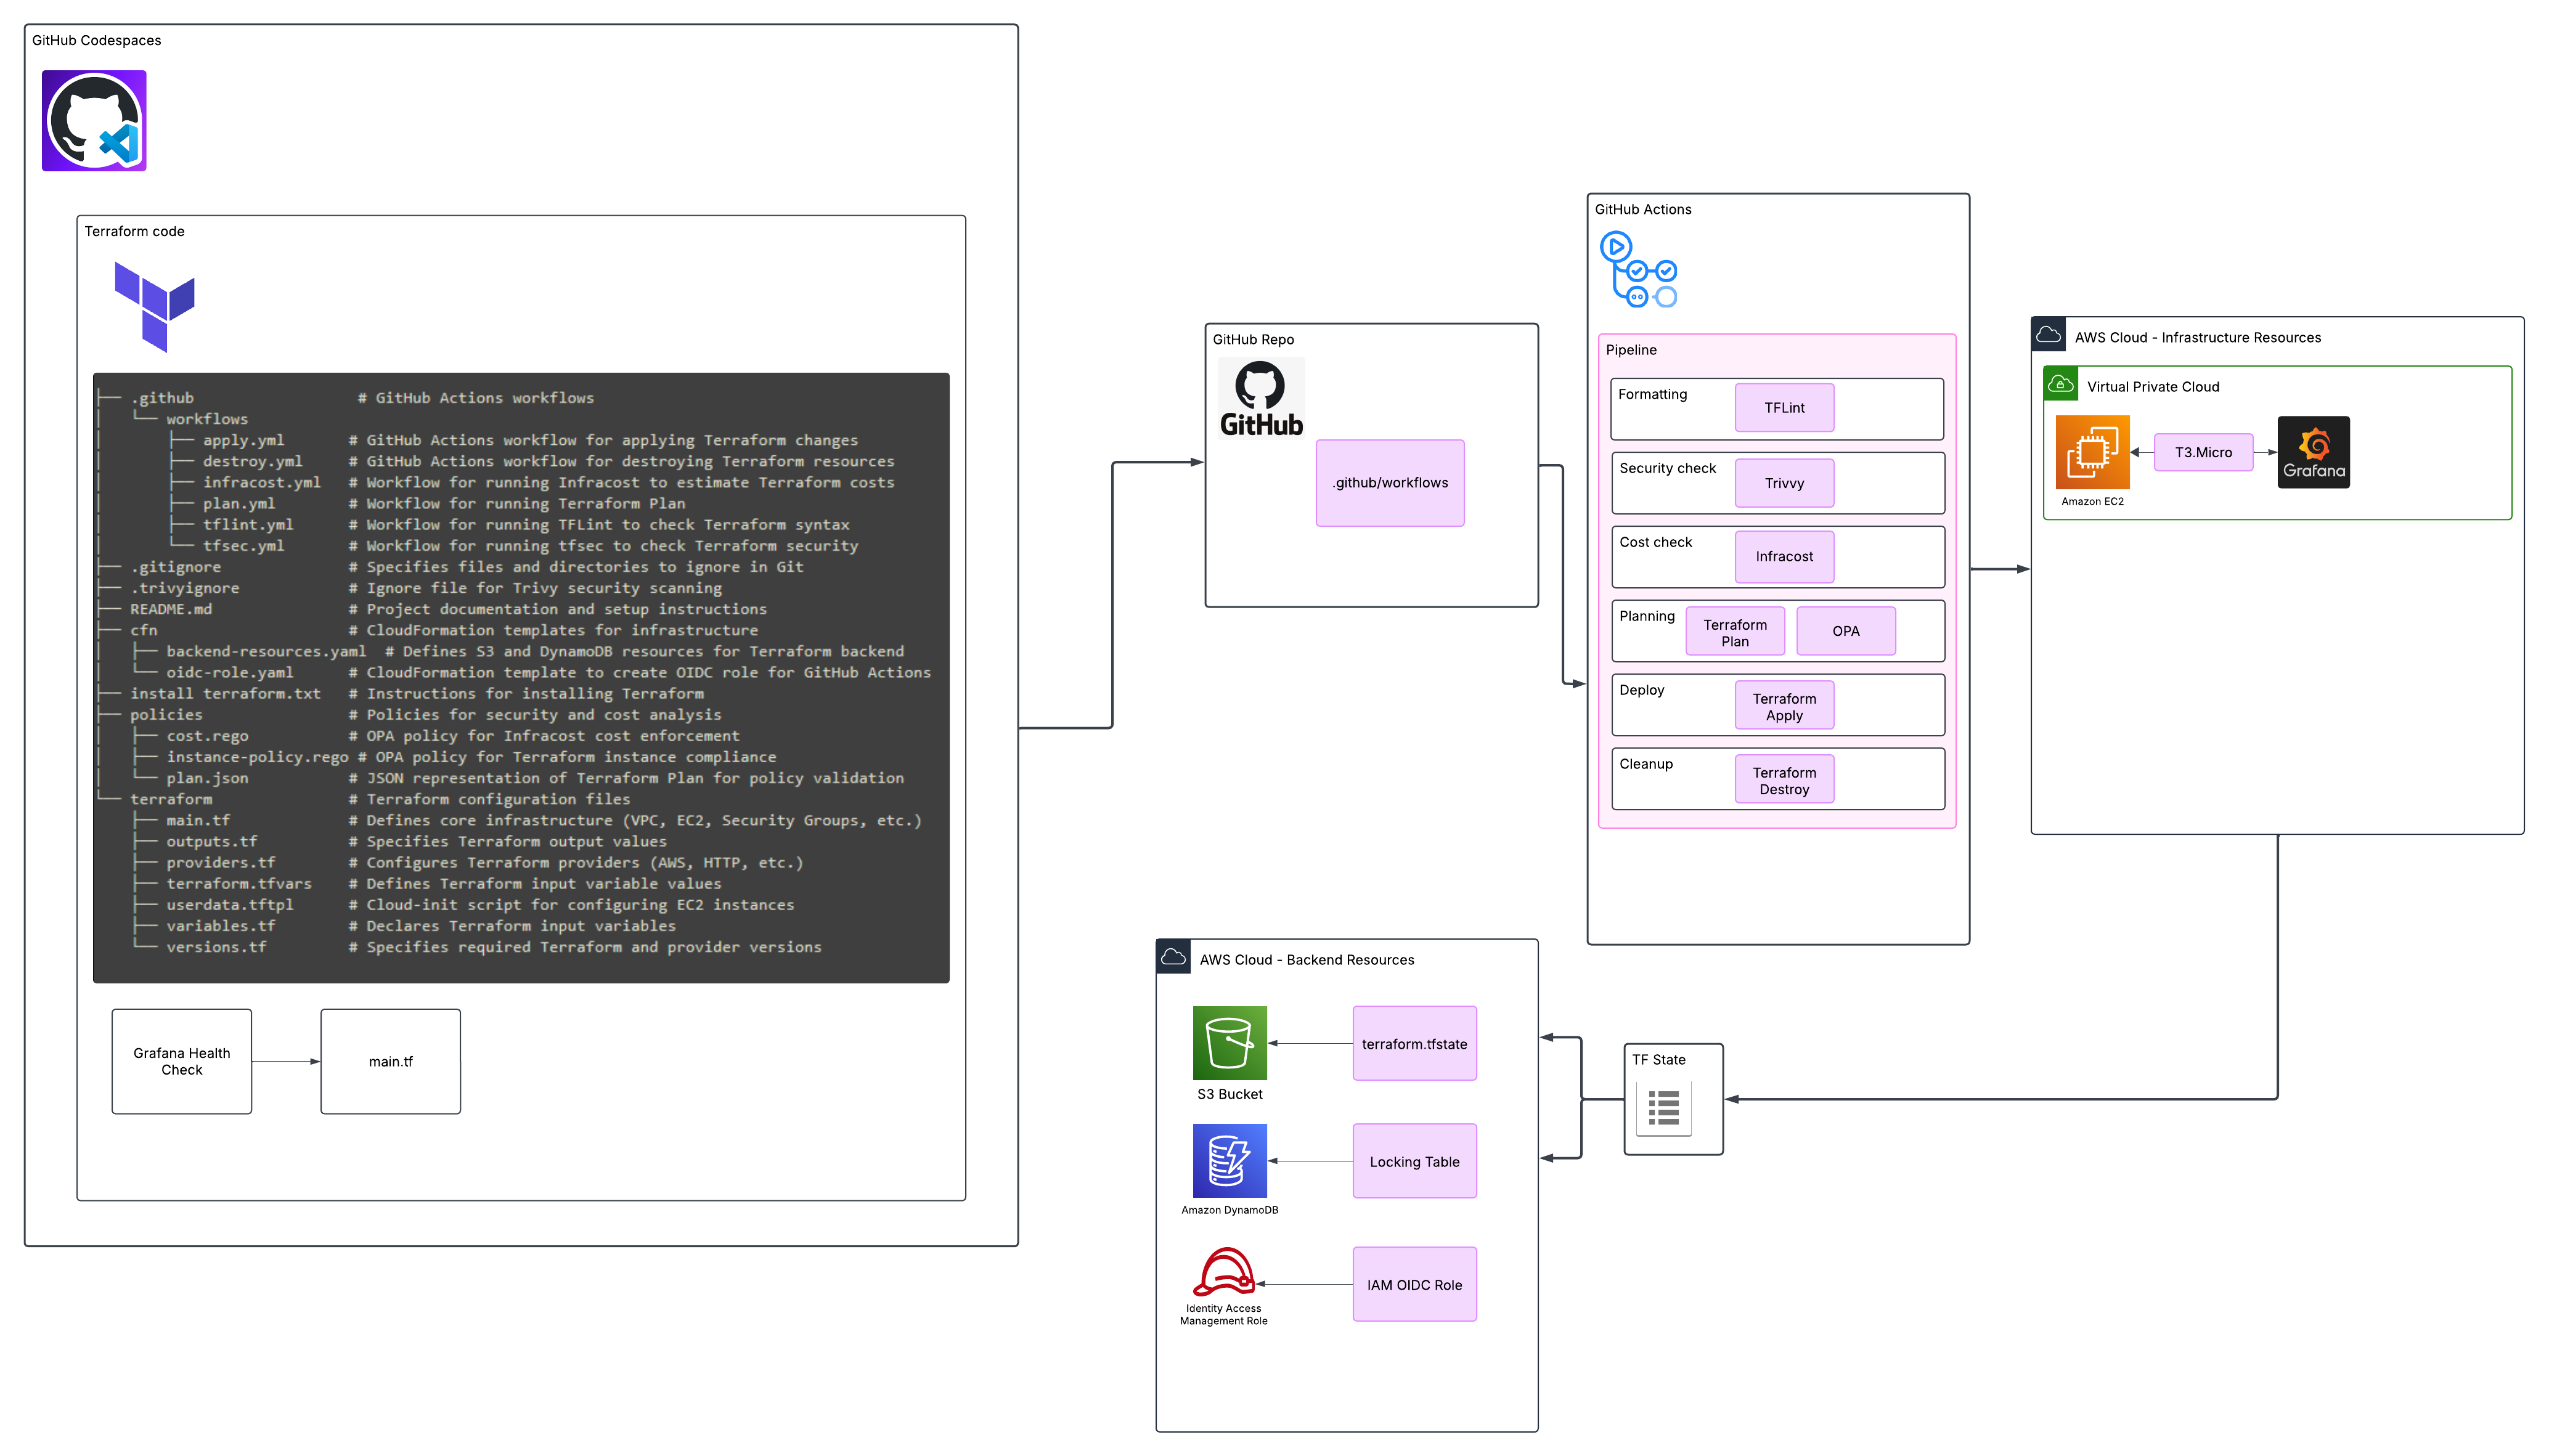 GitHub Codespaces
Terraform code
├── .github # GitHub Actions workflows
│   └── workflows
│       ├── apply.yml # GitHub Actions workflow for applying Terraform changes
│       ├── destroy.yml # GitHub Actions workflow for destroying Terraform resources
│       ├── infracost.yml # Workflow for running Infracost to estimate Terraform costs
│       ├── plan.yml # Workflow for running Terraform Plan
│       ├── tflint.yml # Workflow for running TFLint to check Terraform syntax
│       └── tfsec.yml # Workflow for running tfsec to check Terraform security
├── .gitignore # Specifies files and directories to ignore in Git
├── .trivyignore # Ignore file for Trivy security scanning
├── README.md # Project documentation and setup instructions
├── cfn # CloudFormation templates for infrastructure
│   ├── backend-resources.yaml # Defines S3 and DynamoDB resources for Terraform backend
│   └── oidc-role.yaml # CloudFormation template to create OIDC role for GitHub Actions
├── install terraform.txt # Instructions for installing Terraform
├── policies # Policies for security and cost analysis
│   ├── cost.rego # OPA policy for Infracost cost enforcement
│   ├── instance-policy.rego # OPA policy for Terraform instance compliance
│   └── plan.json # JSON representation of Terraform Plan for policy validation
└── terraform # Terraform configuration files
    ├── main.tf # Defines core infrastructure (VPC, EC2, Security Groups, etc.)
    ├── outputs.tf # Specifies Terraform output values
    ├── providers.tf # Configures Terraform providers (AWS, HTTP, etc.)
    ├── terraform.tfvars # Defines Terraform input variable values
    ├── userdata.tftpl # Cloud-init script for configuring EC2 instances
    ├── variables.tf # Declares Terraform input variables
    └── versions.tf # Specifies required Terraform and provider versions
Grafana Health
Check
main.tf
GitHub Repo
GitHub
.github/workflows
GitHub Actions
Pipeline
Formatting
TFLint
Security check
Trivvy
Cost check
Infracost
Planning
Terraform
Plan
OPA
Deploy
Terraform
Apply
Cleanup
Terraform
Destroy
AWS Cloud - Infrastructure Resources
Virtual Private Cloud
Amazon EC2
T3.Micro
Grafana
AWS Cloud - Backend Resources
S3 Bucket
terraform.tfstate
Amazon DynamoDB
Locking Table
Identity Access
Management Role
IAM OIDC Role
TF State